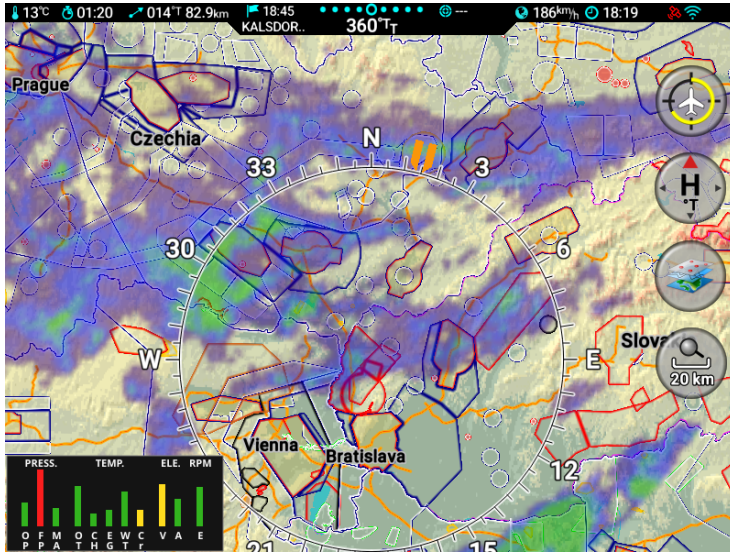 13°C 01:20 014°T 82.9km 18:45 --- 186km/h 18:19
KALSDOR.. 360°TT
Prague
Czechia
N
33
3
H
°T
30
6
W
E
Slova
20 km
Vienna
Bratislava
12
21
15
PRESS. TEMP. ELE. RPM
O F M O C E W C V A E
P P A T H G T r